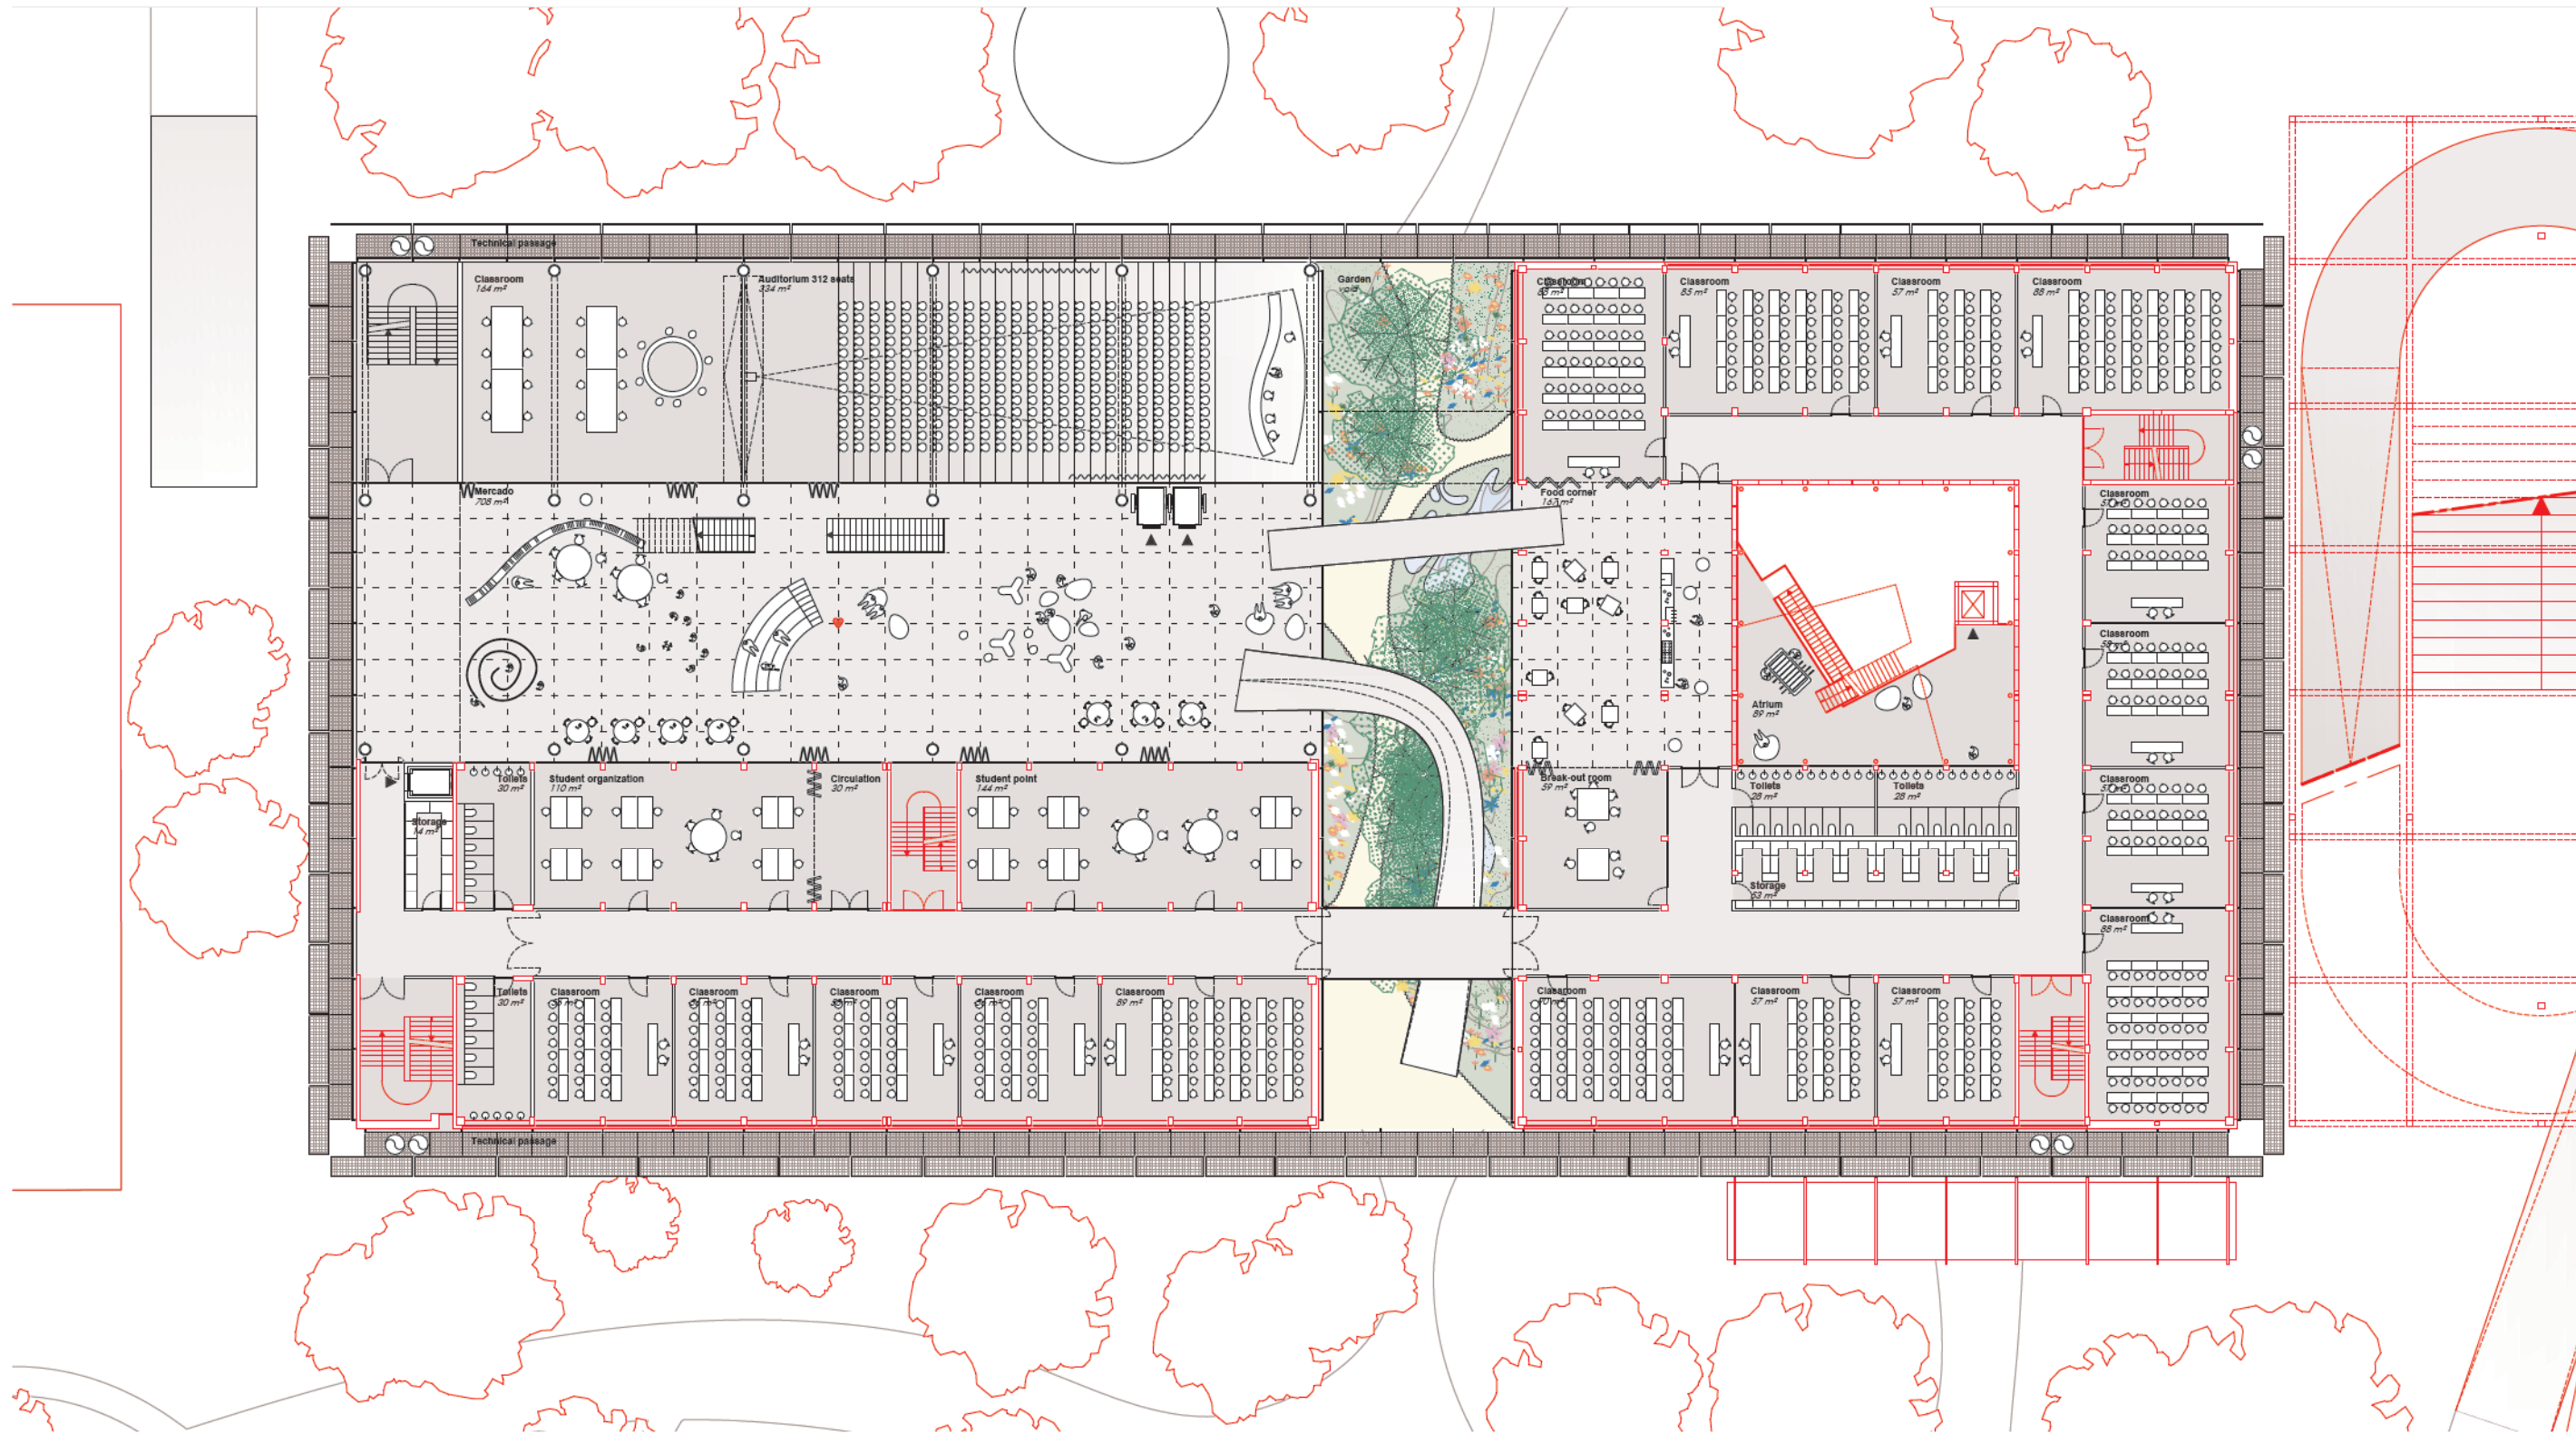 Technical passage
Classroom
164 m²
Auditorium 312 seats
334 m²
Garden
void
Classroom
85 m²
Classroom
57 m²
Classroom
88 m²
Mercado
708 m²
Food corner
Classroom
Classroom
Atrium
89 m²
Toilets
30 m²
Student organization
110 m²
Circulation
30 m²
Student point
144 m²
Break-out room
59 m²
Toilets
28 m²
Toilets
28 m²
Classroom
Storage
14 m²
Storage
53 m²
Classroom
88 m²
Toilets
30 m²
Classroom
Classroom
Classroom
Classroom
Classroom
89 m²
Classroom
Classroom
57 m²
Classroom
57 m²
Technical passage